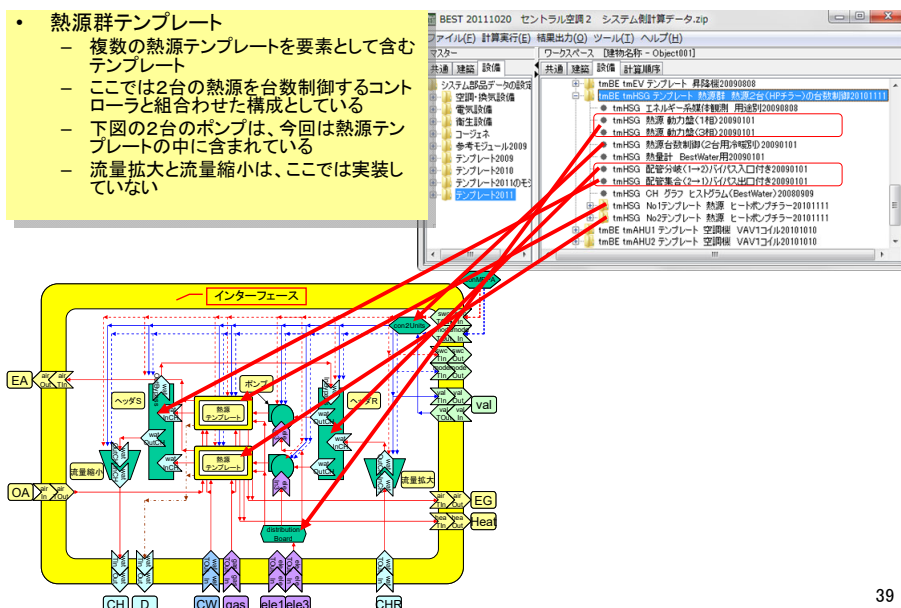 • 熱源群テンプレート
– 複数の熱源テンプレートを要素として含む
テンプレート
– ここでは2台の熱源を台数制御するコント
ローラと組合わせた構成としている
– 下図の2台のポンプは、今回は熱源テン
プレートの中に含まれている
– 流量拡大と流量縮小は、ここでは実装し
ていない
BEST 20111020 セントラル空調2 システム側計算データ.zip
ファイル(F) 計算実行(E) 結果出力(O) ツール(T) ヘルプ(H)
マスター
ワークスペース [建物名称 - Object001]
共通 建築 設備
共通 建築 設備 計算順序
システム部品データの設定
空調・換気設備
電気設備
衛生設備
コージェネ
参考モジュール2009
テンプレート2009
テンプレート2010
テンプレート2011のモジ
テンプレート2011
tmBE tmEV テンプレート 昇降機20090808
tmBE tmHSG テンプレート 熱源群 熱源2台(HPチラー)の台数制御20101111
tmHSG エネルギー系媒体観測 用途別20090808
tmHSG 熱源 動力盤(1相)20090101
tmHSG 熱源 動力盤(3相)20090101
tmHSG 熱源台数制御(2台用冷暖別)20090101
tmHSG 熱量計 BestWater用20090101
tmHSG 配管分岐(1→2)バイパス入口付き20090101
tmHSG 配管集合(2→1)バイパス出口付き20090101
tmHSG CH グラフ ヒストグラム(BestWater)20080909
tmHSG No1テンプレート 熱源 ヒートポンプチラー20101111
tmHSG No2テンプレート 熱源 ヒートポンプチラー20101111
tmBE tmAHU1 テンプレート 空調機 VAV1コイル20101010
tmBE tmAHU2 テンプレート 空調機 VAV1コイル20101010
インターフェース
con2Units
EA
ヘッダS
ポンプ
ヘッダR
熱源
テンプレート
熱源
テンプレート
val
流量縮小
流量拡大
OA
EG
Heat
distribution
Board
CH
D
CW
gas
ele1
ele3
CHR
39